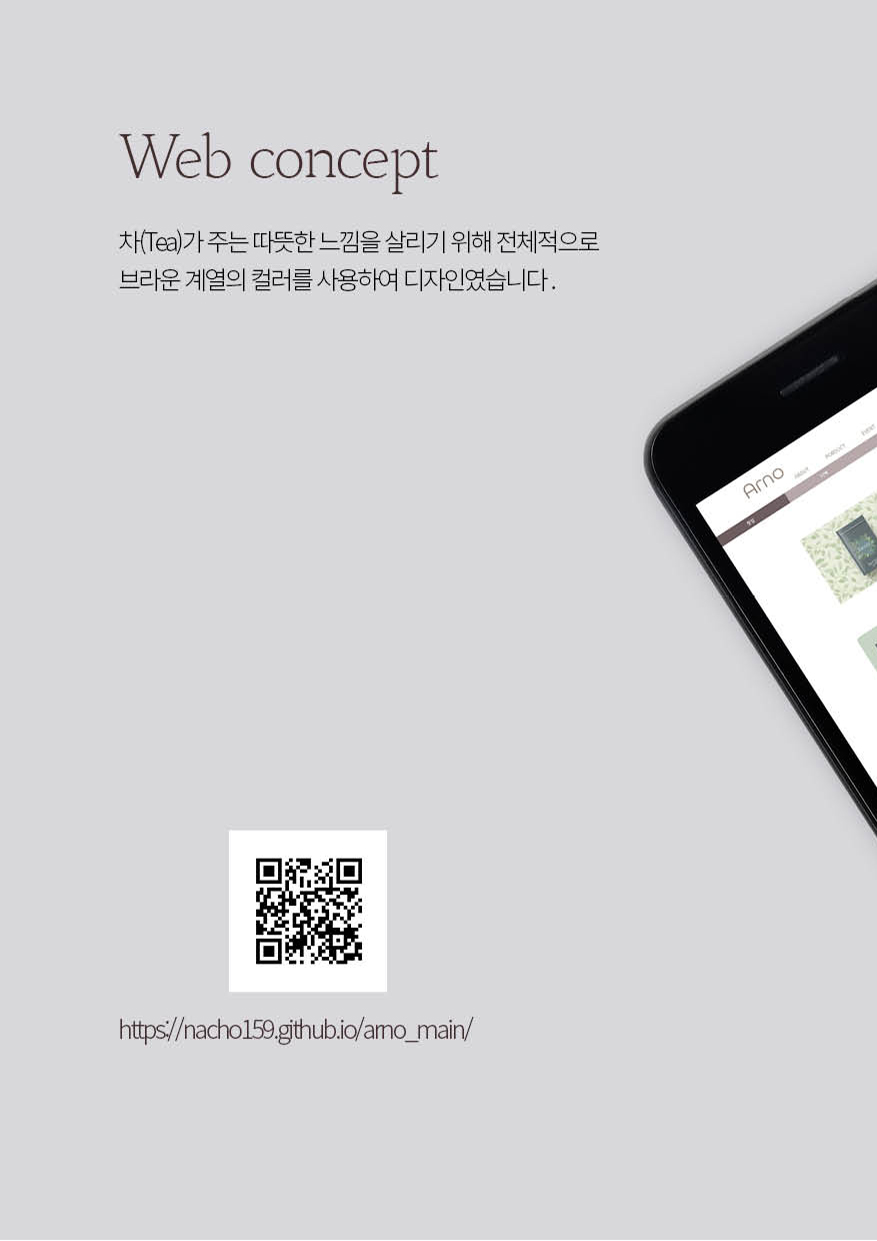 Web concept
차(Tea)가 주는 따뜻한 느낌을 살리기 위해 전체적으로
브라운 계열의 컬러를 사용하여 디자인였습니다 .
Arno
ABOUT
EVENT
https://nacho159.github.io/arno_main/